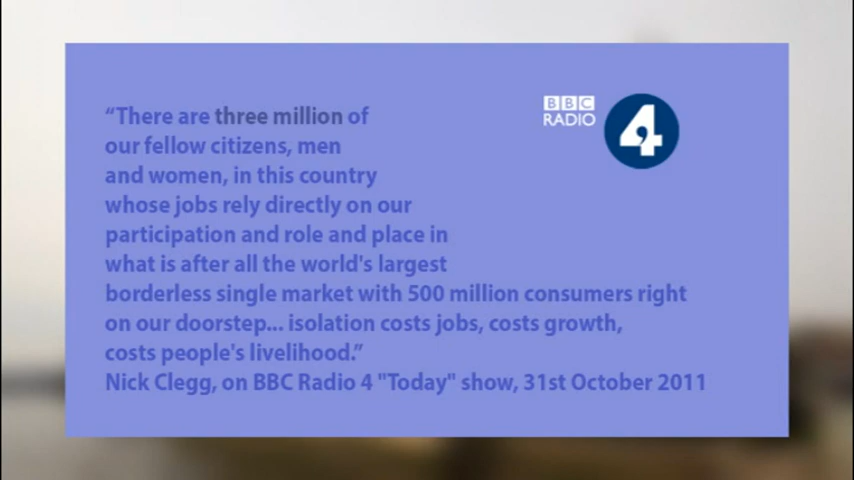 BBC
RADIO
4
“There are three million of
our fellow citizens, men
and women, in this country
whose jobs rely directly on our
participation and role and place in
what is after all the world's largest
borderless single market with 500 million consumers right
on our doorstep... isolation costs jobs, costs growth,
costs people's livelihood.”
Nick Clegg, on BBC Radio 4 "Today" show, 31st October 2011